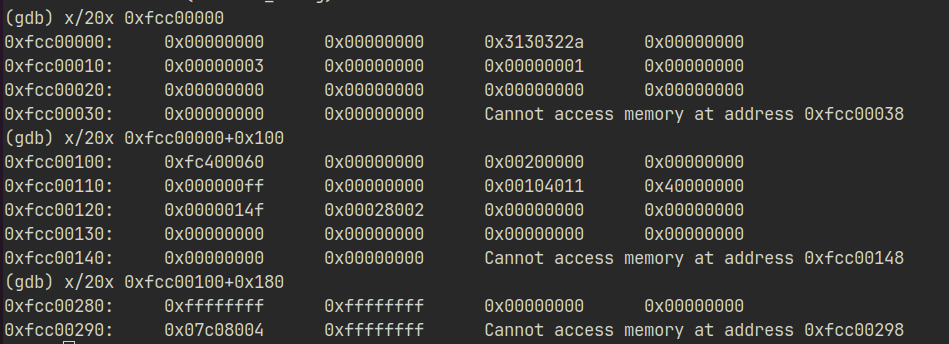 (gdb) x/20x 0xfcc00000
0xfcc00000: 0x00000000 0x00000000 0x3130322a 0x00000000
0xfcc00010: 0x00000003 0x00000000 0x00000001 0x00000000
0xfcc00020: 0x00000000 0x00000000 0x00000000 0x00000000
0xfcc00030: 0x00000000 0x00000000 Cannot access memory at address 0xfcc00038
(gdb) x/20x 0xfcc00000+0x100
0xfcc00100: 0xfc400060 0x00000000 0x00200000 0x00000000
0xfcc00110: 0x000000ff 0x00000000 0x00104011 0x40000000
0xfcc00120: 0x0000014f 0x00028002 0x00000000 0x00000000
0xfcc00130: 0x00000000 0x00000000 0x00000000 0x00000000
0xfcc00140: 0x00000000 0x00000000 Cannot access memory at address 0xfcc00148
(gdb) x/20x 0xfcc00100+0x180
0xfcc00280: 0xffffffff 0xffffffff 0x00000000 0x00000000
0xfcc00290: 0x07c08004 0xffffffff Cannot access memory at address 0xfcc00298